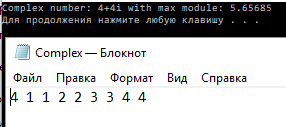 Complex number: 4+4i with max module: 5.65685
Для продолжения нажмите любую клавишу . . .
Complex — Блокнот
Файл Правка Формат Вид Справка
4 1 1 2 2 3 3 4 4